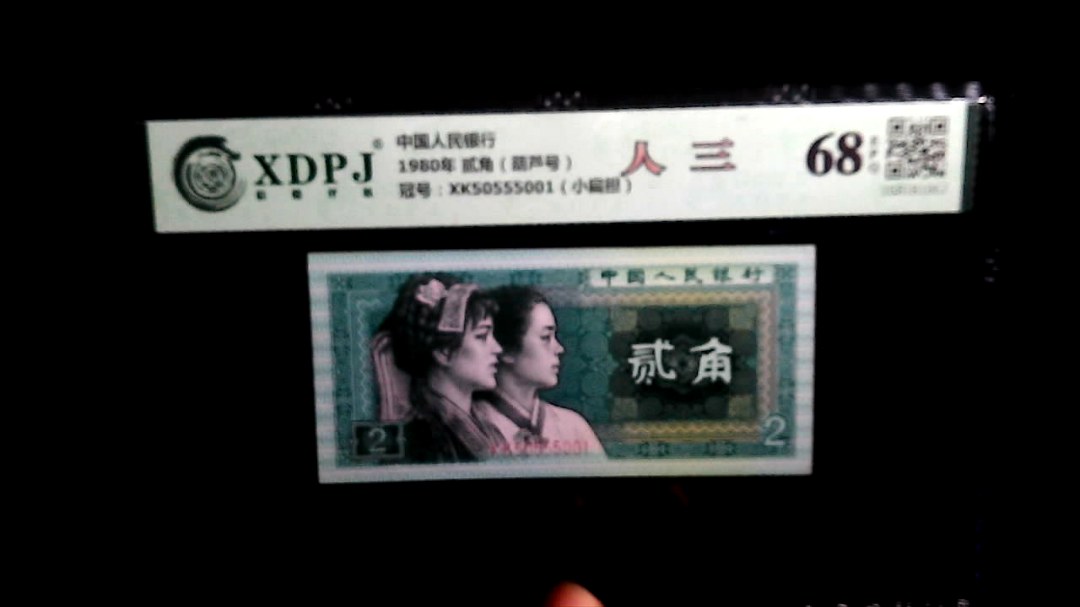 XDPJ®
中国人民银行
1980年 贰角（葫芦号）
冠号：XK50555001（小扁胆）
人 三
68
中国人民银行
贰角
2
2